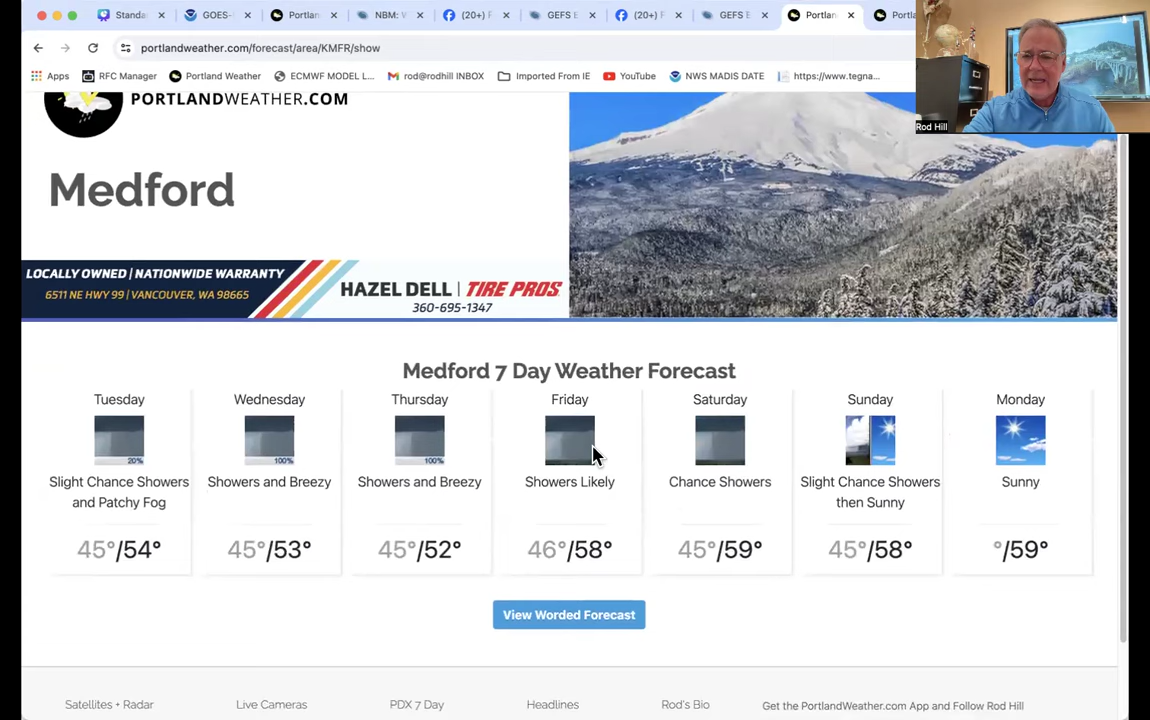 Standa
GOES-
Portlan
NBM: V
(20+) F
GEFS E
(20+) F
GEFS E
Portlan
Portla
portlandweather.com/forecast/area/KMFR/show
Apps
RFC Manager
Portland Weather
ECMWF MODEL L...
rod@rodhill INBOX
Imported From IE
YouTube
NWS MADIS DATE
https://www.tegna...
Rod Hill
PORTLANDWEATHER.COM
Medford
LOCALLY OWNED | NATIONWIDE WARRANTY
6511 NE HWY 99 | VANCOUVER, WA 98665
HAZEL DELL | TIRE PROS
360-695-1347
Medford 7 Day Weather Forecast
Tuesday
20%
Slight Chance Showers
and Patchy Fog
45°/54°
Wednesday
100%
Showers and Breezy
45°/53°
Thursday
100%
Showers and Breezy
45°/52°
Friday
Showers Likely
46°/58°
Saturday
Chance Showers
45°/59°
Sunday
Slight Chance Showers
then Sunny
45°/58°
Monday
Sunny
°/59°
View Worded Forecast
Satellites + Radar
Live Cameras
PDX 7 Day
Headlines
Rod's Bio
Get the PortlandWeather.com App and Follow Rod Hill